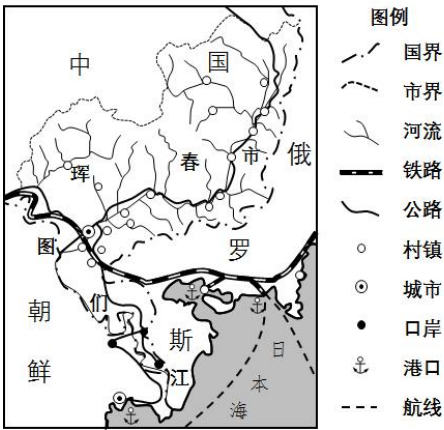 中国
珲春市
俄罗斯
图们江
朝鲜
日本海
图例
国界
市界
河流
铁路
公路
村镇
城市
口岸
港口
航线